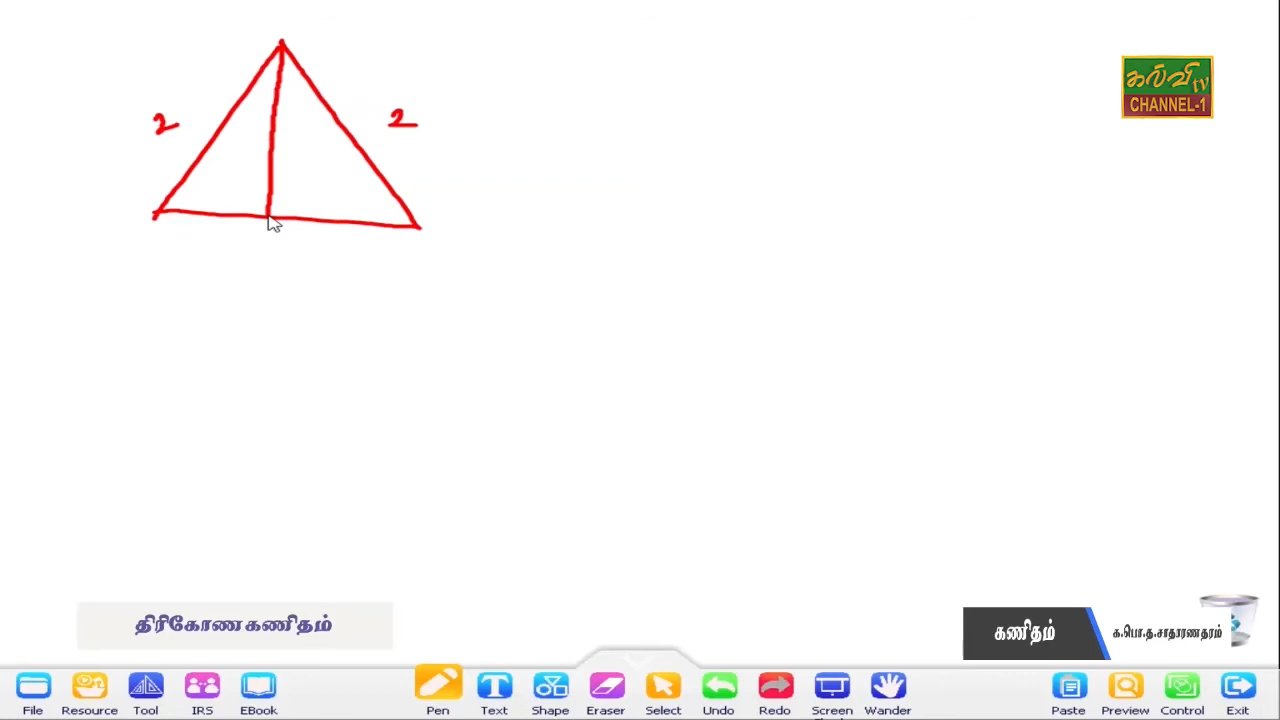 கல்வி tv
CHANNEL-1
2
2
திரிகோணகணிதம்
கணிதம்
க.பொ.த.சாதாரணதரம்
File
Resource
Tool
IRS
EBook
Pen
Text
Shape
Eraser
Select
Undo
Redo
Screen
Wander
Paste
Preview
Control
Exit